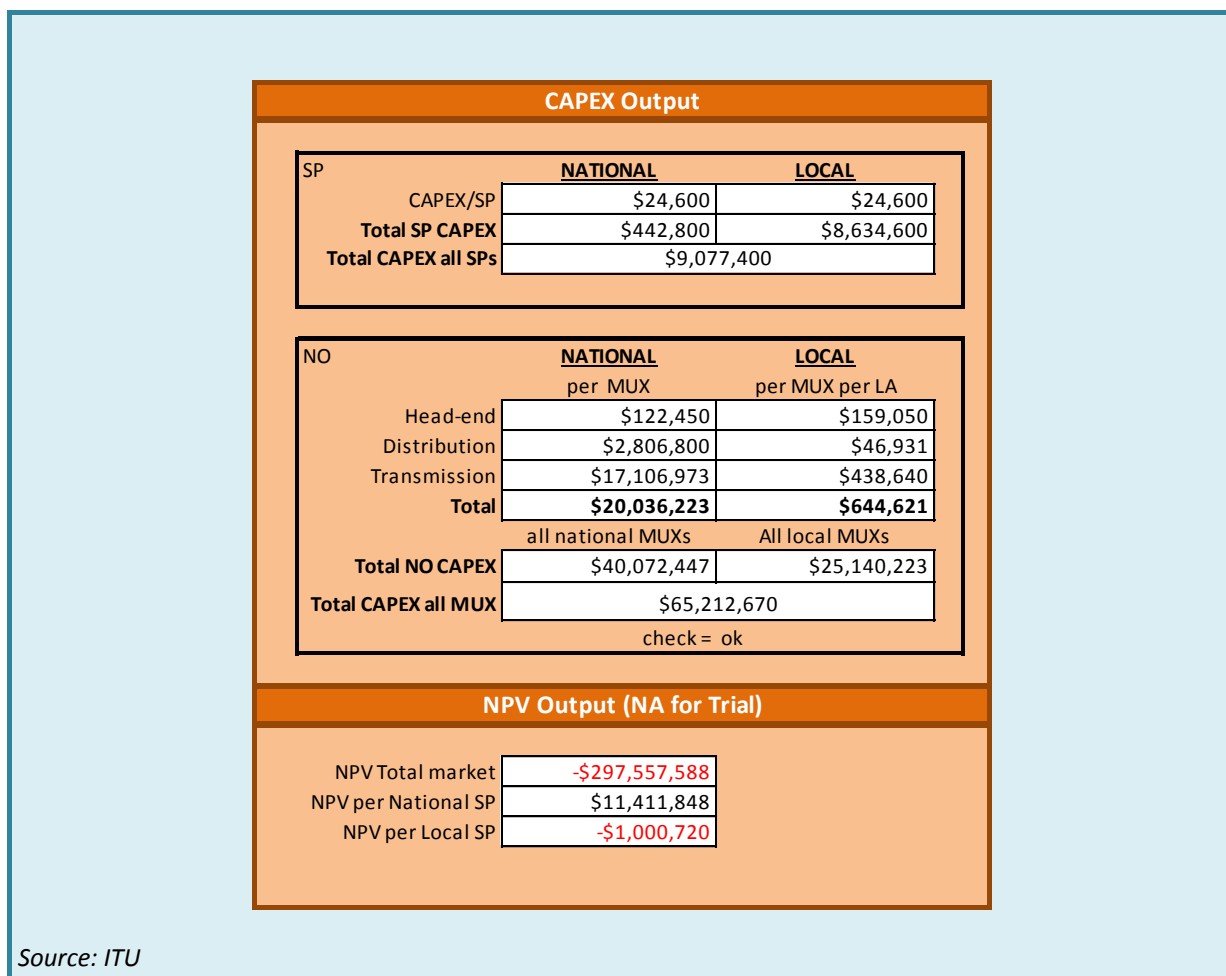 CAPEX Output
SP NATIONAL LOCAL
CAPEX/SP $24,600 $24,600
Total SP CAPEX $442,800 $8,634,600
Total CAPEX all SPs $9,077,400
NO NATIONAL LOCAL
per MUX per MUX per LA
Head-end $122,450 $159,050
Distribution $2,806,800 $46,931
Transmission $17,106,973 $438,640
Total $20,036,223 $644,621
all national MUXs All local MUXs
Total NO CAPEX $40,072,447 $25,140,223
Total CAPEX all MUX $65,212,670
check = ok
NPV Output (NA for Trial)
NPV Total market -$297,557,588
NPV per National SP $11,411,848
NPV per Local SP -$1,000,720
Source: ITU